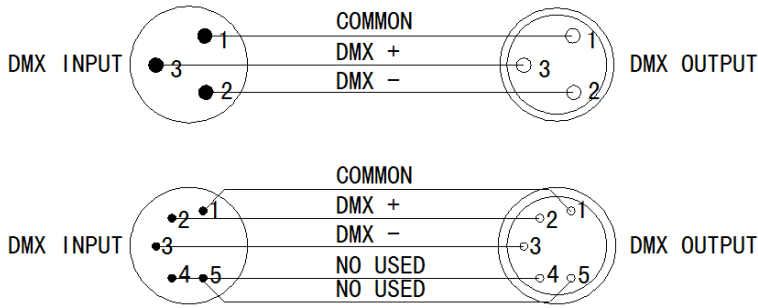 COMMON
1 1
DMX +
DMX INPUT 3 3 DMX OUTPUT
DMX -
2 2
COMMON
1 1
DMX +
2 2
DMX INPUT 3 DMX - 3 DMX OUTPUT
NO USED
4 5 4 5
NO USED